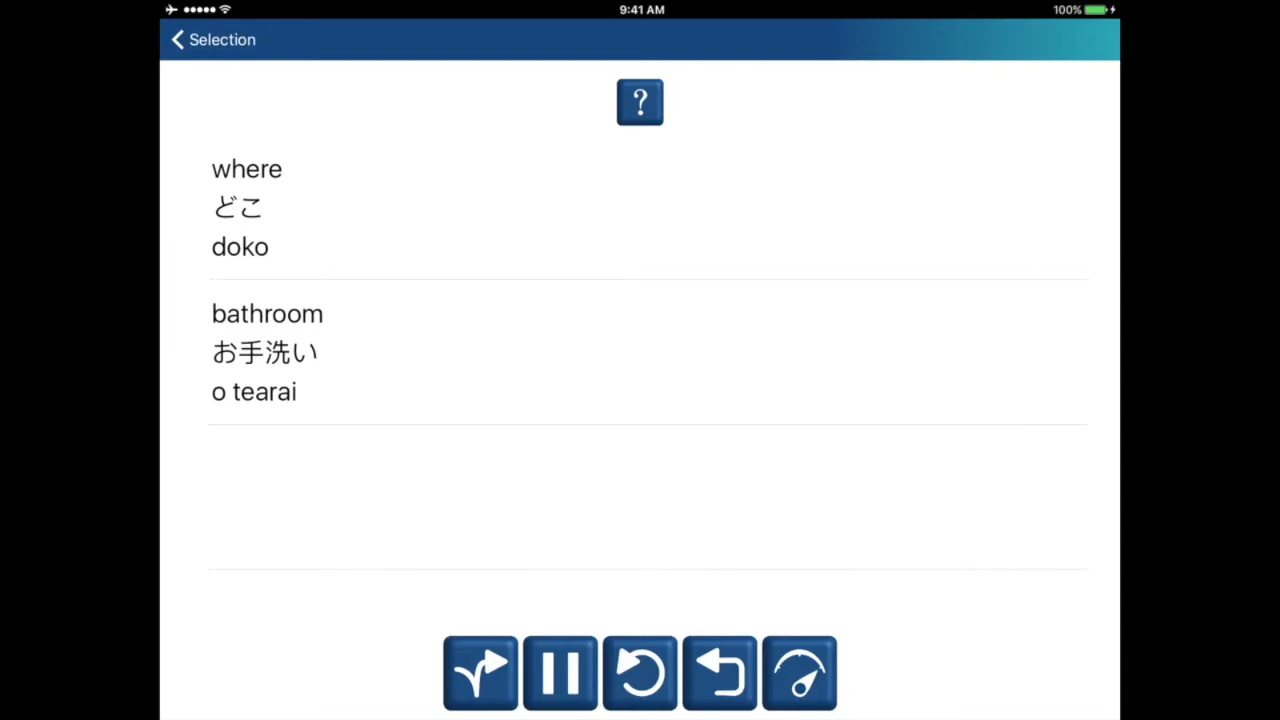 9:41 AM
100%
Selection
?
where
どこ
doko
bathroom
お手洗い
o tearai